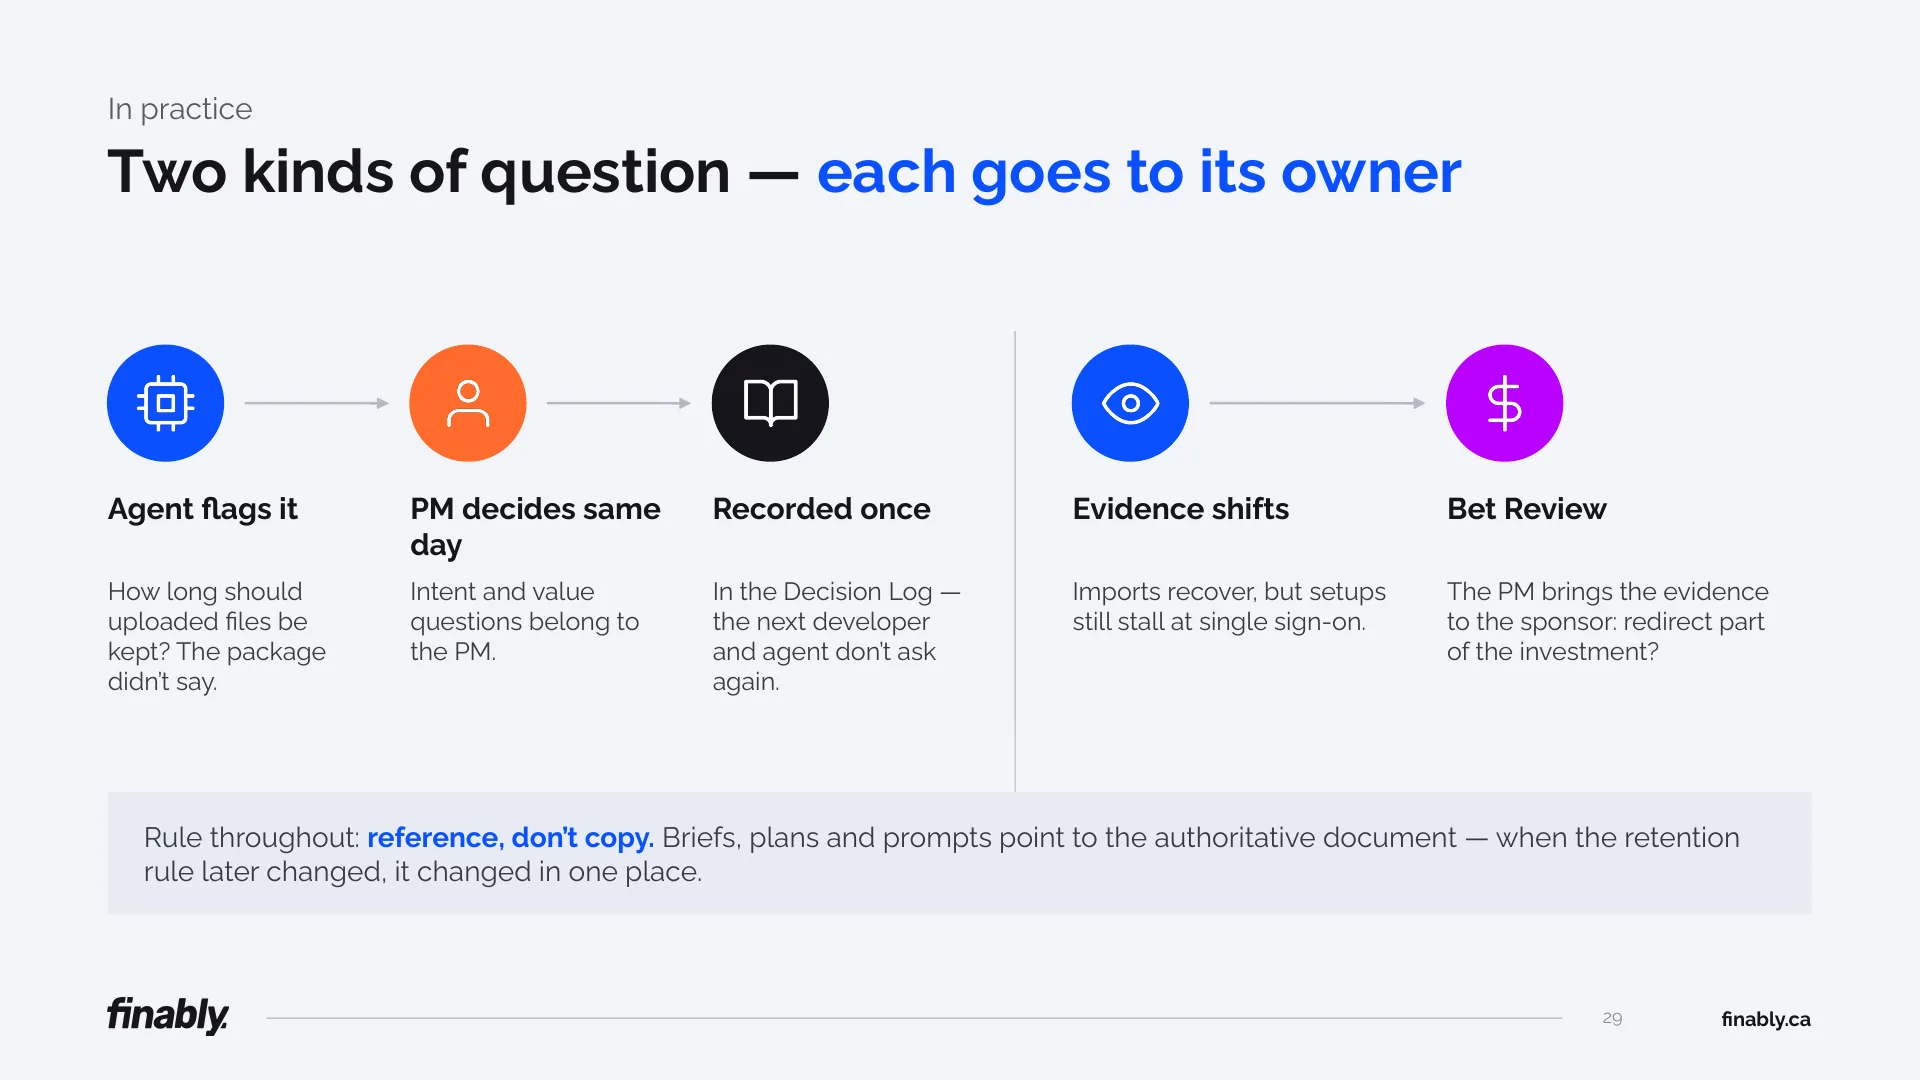 In practice
Two kinds of question — each goes to its owner
Agent flags it
How long should
uploaded files be
kept? The package
didn’t say.
PM decides same
day
Intent and value
questions belong to
the PM.
Recorded once
In the Decision Log —
the next developer
and agent don’t ask
again.
Evidence shifts
Imports recover, but setups
still stall at single sign-on.
Bet Review
The PM brings the evidence
to the sponsor: redirect part
of the investment?
Rule throughout: reference, don’t copy. Briefs, plans and prompts point to the authoritative document — when the retention
rule later changed, it changed in one place.
finably.
29
finably.ca